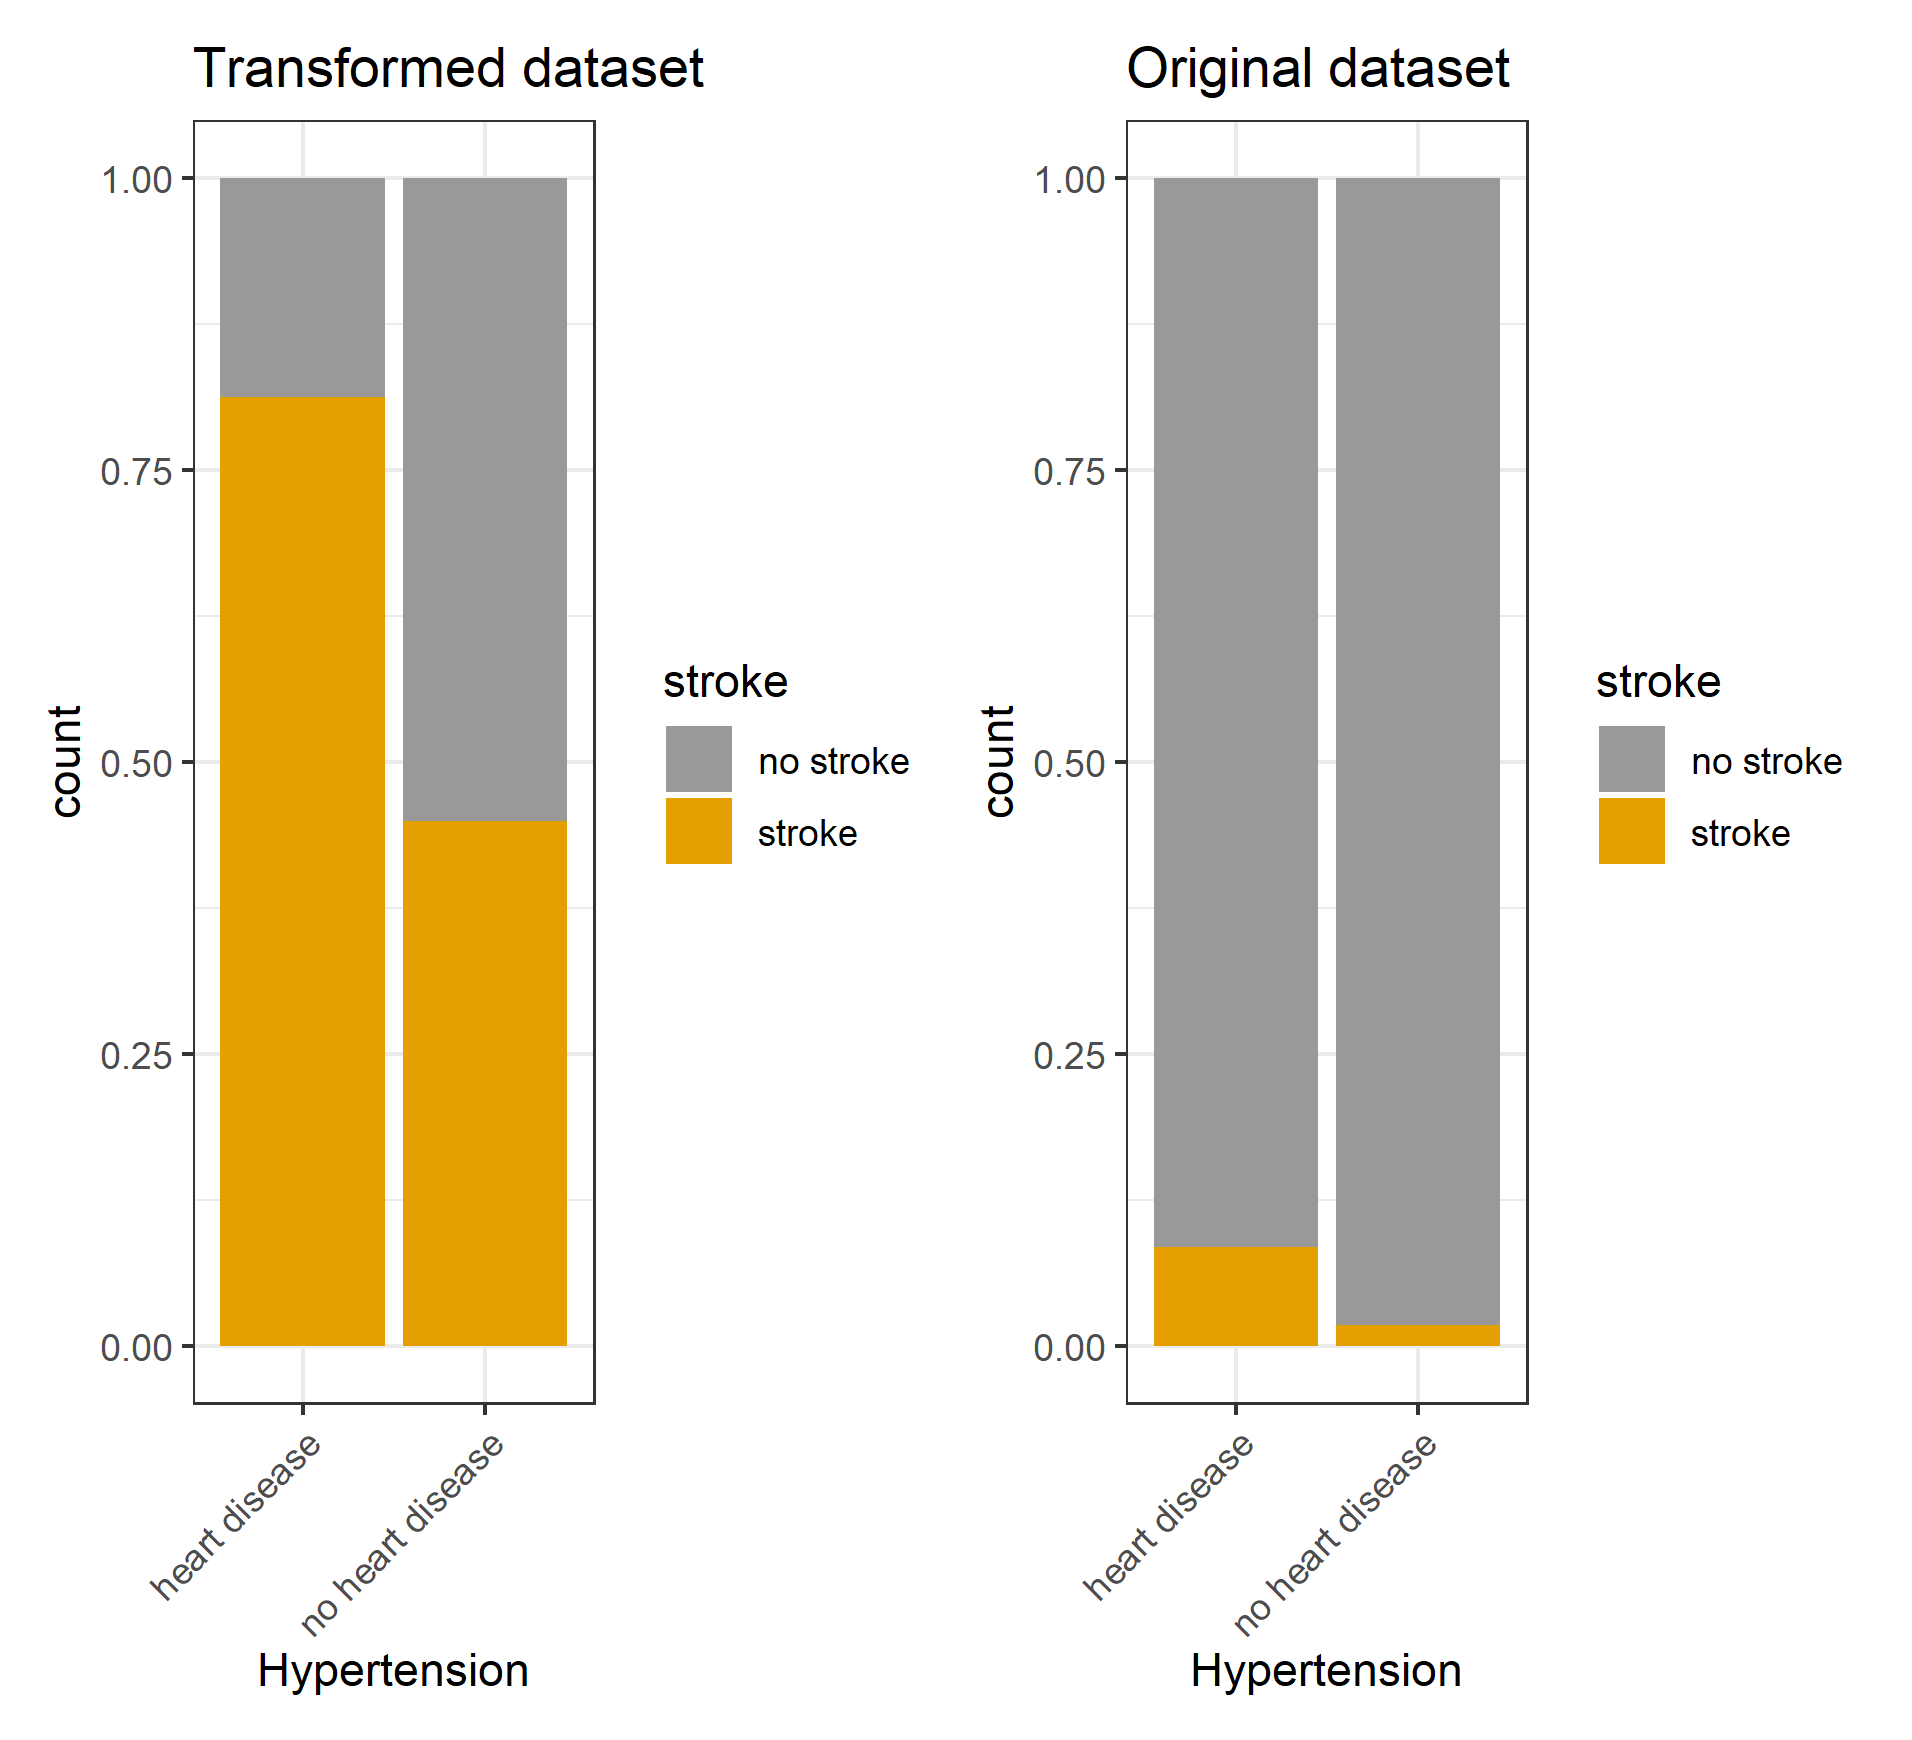 Transformed dataset
1.00
0.75
0.50
0.25
0.00
count
heart disease
no heart disease
Hypertension
stroke
no stroke
stroke
Original dataset
1.00
0.75
0.50
0.25
0.00
count
heart disease
no heart disease
Hypertension
stroke
no stroke
stroke